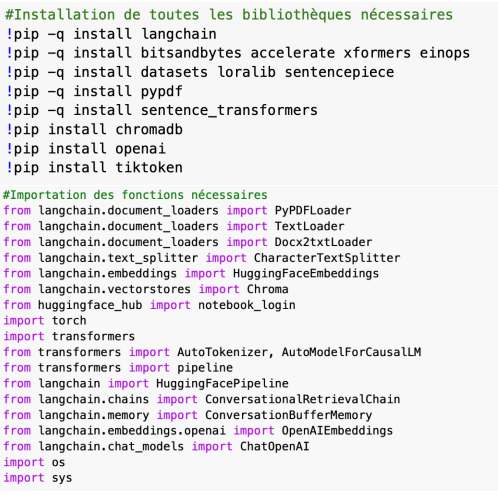 #Installation de toutes les bibliothèques nécessaires
!pip -q install langchain
!pip -q install bitsandbytes accelerate xformers einops
!pip -q install datasets loralib sentencepiece
!pip -q install pypdf
!pip -q install sentence_transformers
!pip install chromadb
!pip install openai
!pip install tiktoken
#Importation des fonctions nécessaires
from langchain.document_loaders import PyPDFLoader
from langchain.document_loaders import TextLoader
from langchain.document_loaders import Docx2txtLoader
from langchain.text_splitter import CharacterTextSplitter
from langchain.embeddings import HuggingFaceEmbeddings
from langchain.vectorstores import Chroma
from huggingface_hub import notebook_login
import torch
import transformers
from transformers import AutoTokenizer, AutoModelForCausalLM
from transformers import pipeline
from langchain import HuggingFacePipeline
from langchain.chains import ConversationalRetrievalChain
from langchain.memory import ConversationBufferMemory
from langchain.embeddings.openai import OpenAIEmbeddings
from langchain.chat_models import ChatOpenAI
import os
import sys